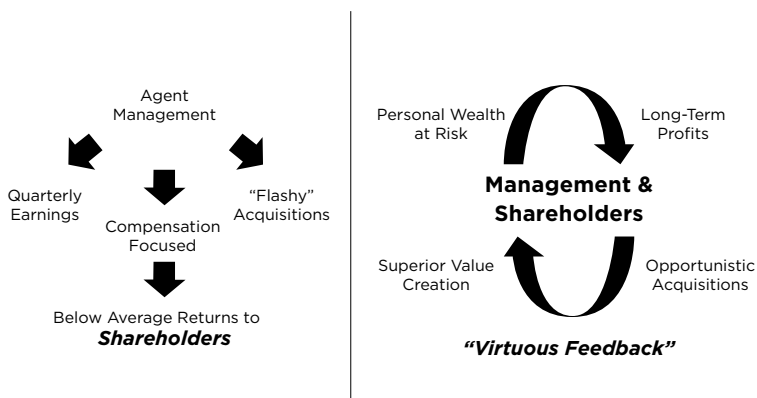 Agent
Management
Quarterly
Earnings
Compensation
Focused
“Flashy”
Acquisitions
Below Average Returns to
Shareholders
Personal Wealth
at Risk
Long-Term
Profits
Management &
Shareholders
Superior Value
Creation
Opportunistic
Acquisitions
“Virtuous Feedback”